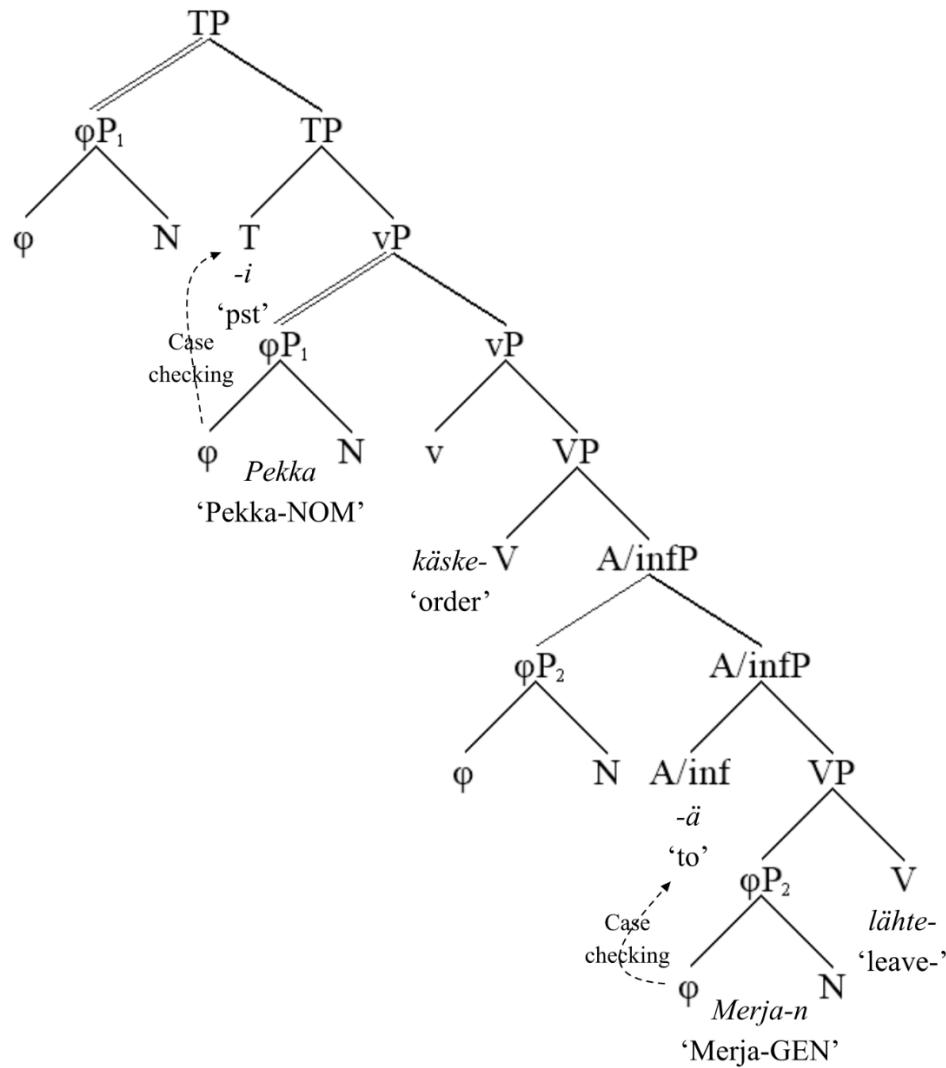 TP
φP₁ TP
φ N T vP
-i
‘pst’
φP₁ vP
Case
checking
φ N v VP
Pekka
‘Pekka-NOM’
käske- V A/infP
‘order’
φP₂ A/infP
φ N A/inf VP
-ä
‘to’
φP₂ V
Case
checking
lähte-
‘leave-’
φ N
Merja-n
‘Merja-GEN’